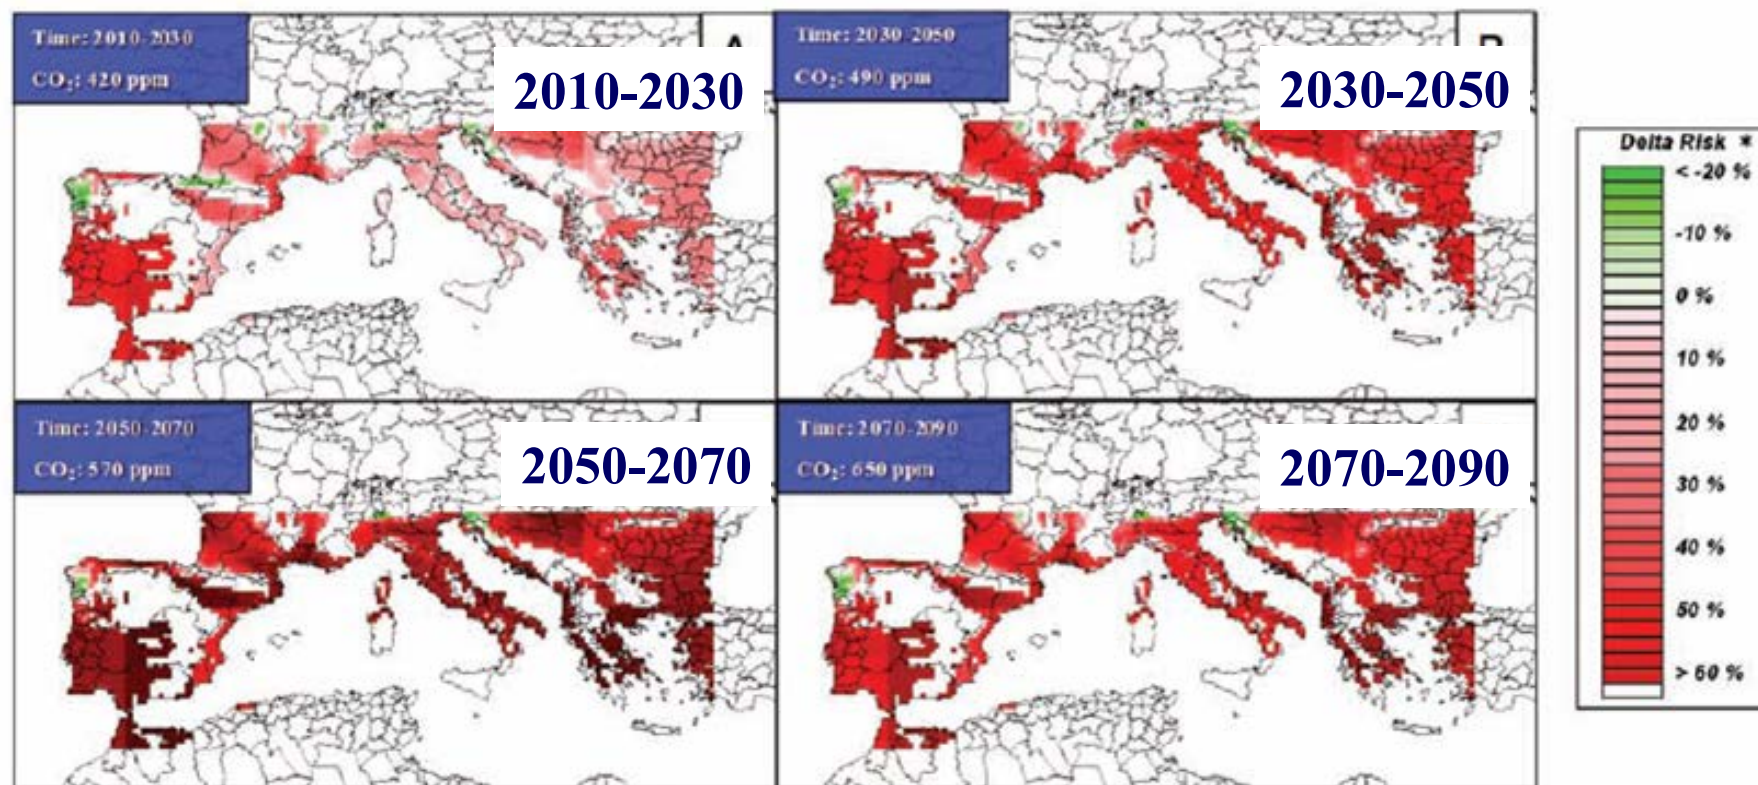 Time: 2010-2030
CO₂: 420 ppm
2010-2030
Time: 2030-2050
CO₂: 490 ppm
2030-2050
Time: 2050-2070
CO₂: 570 ppm
2050-2070
Time: 2070-2090
CO₂: 650 ppm
2070-2090
Delta Risk *
< -20 %
-10 %
0 %
10 %
20 %
30 %
40 %
50 %
> 60 %